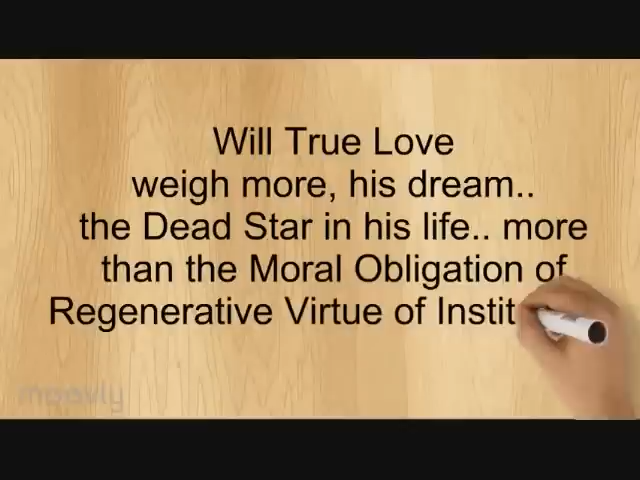 Will True Love
weigh more, his dream..
the Dead Star in his life.. more
than the Moral Obligation of
Regenerative Virtue of Instit
moovly